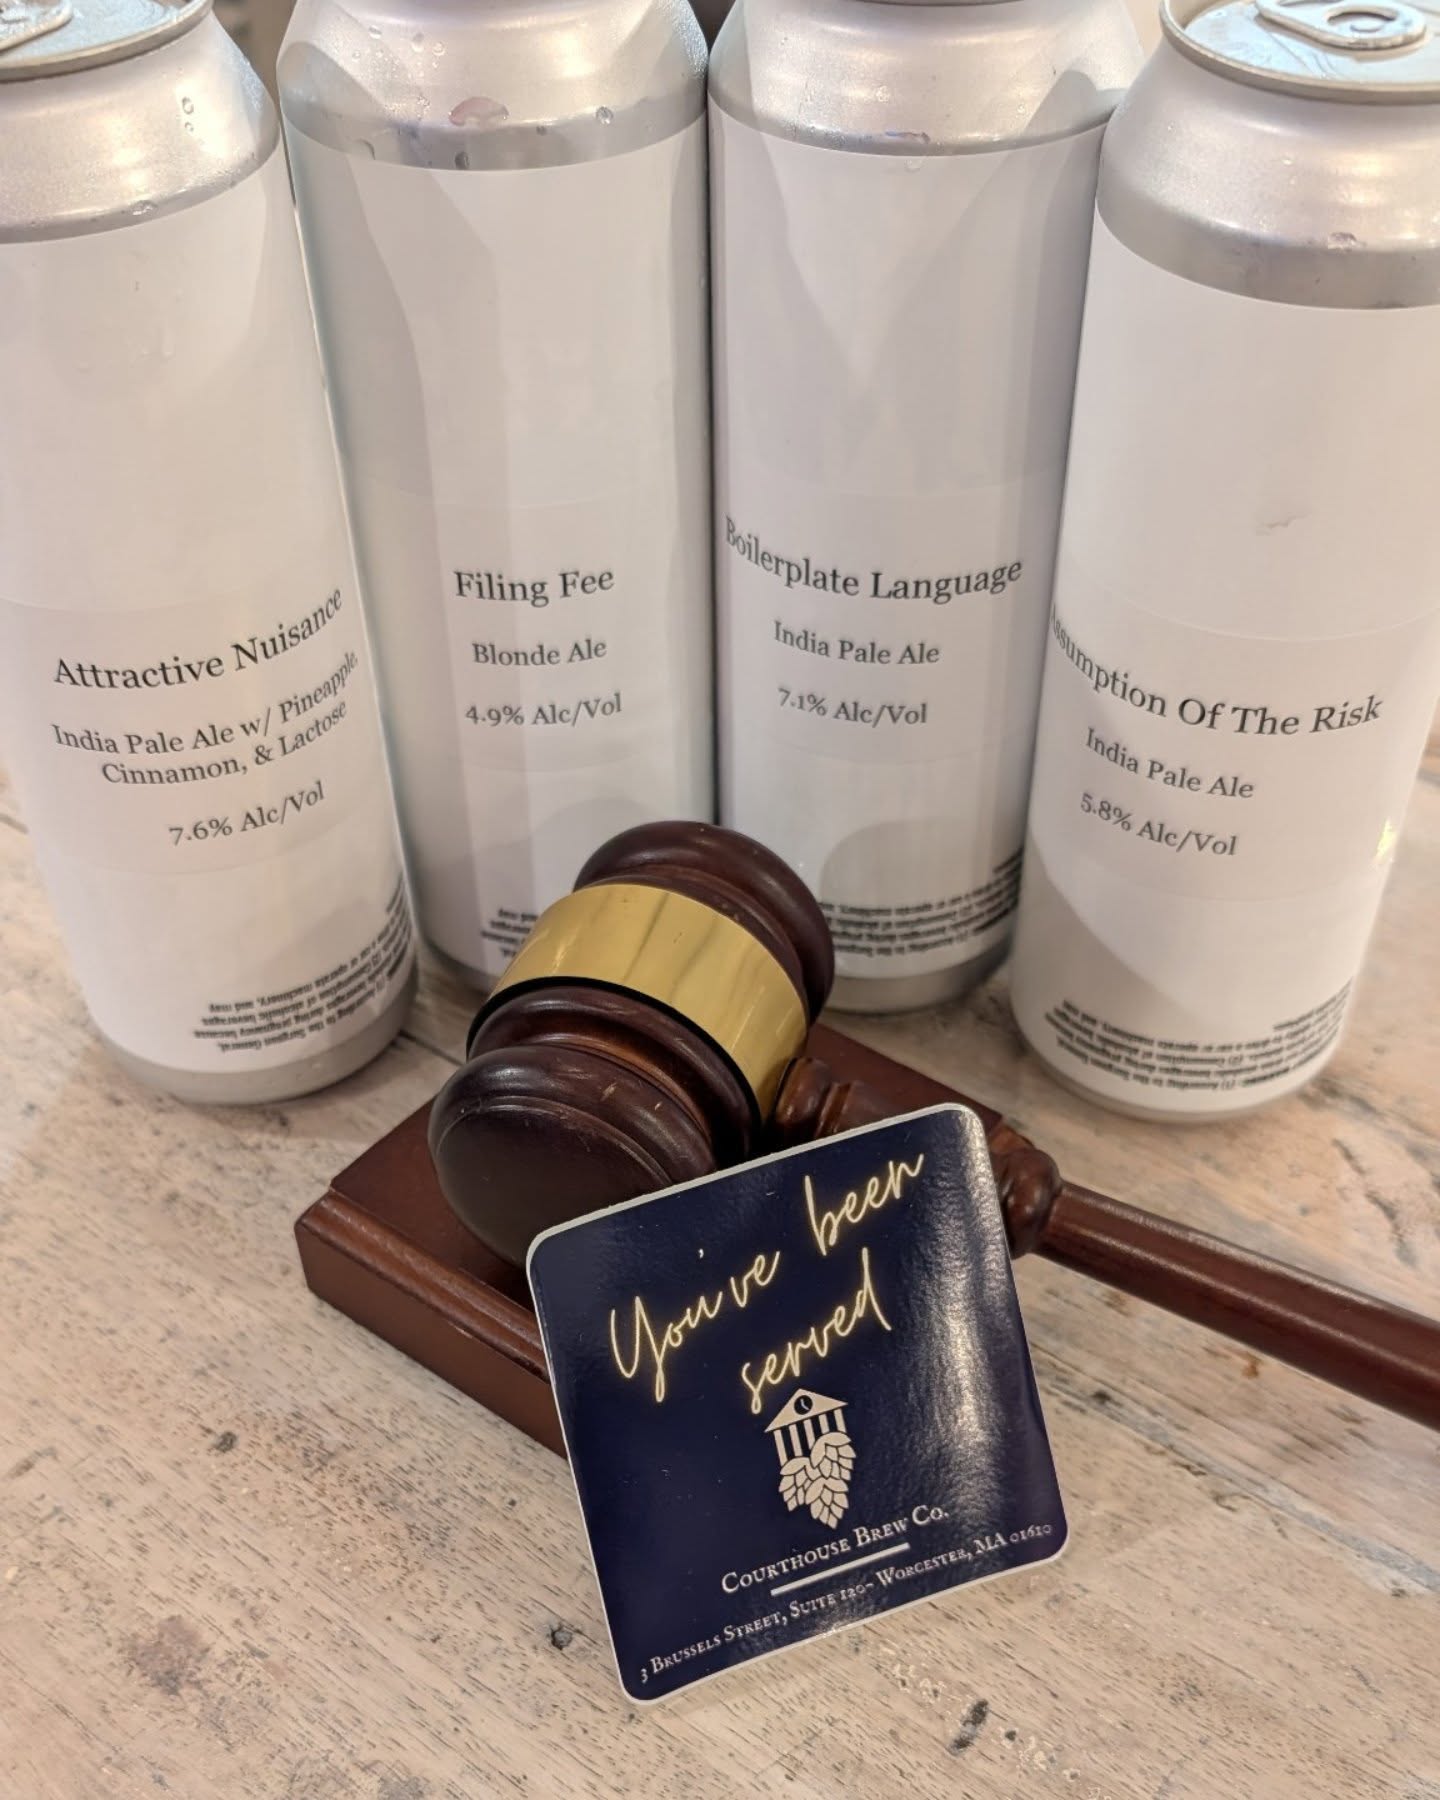 Attractive Nuisance
India Pale Ale w/ Pineapple,
Cinnamon, & Lactose
7.6% Alc/Vol
Filing Fee
Blonde Ale
4.9% Alc/Vol
Boilerplate Language
India Pale Ale
7.1% Alc/Vol
Assumption Of The Risk
India Pale Ale
5.8% Alc/Vol
You've been
served
Courthouse Brew Co.
3 Brussels Street, Suite 120~ Worcester, MA 01610